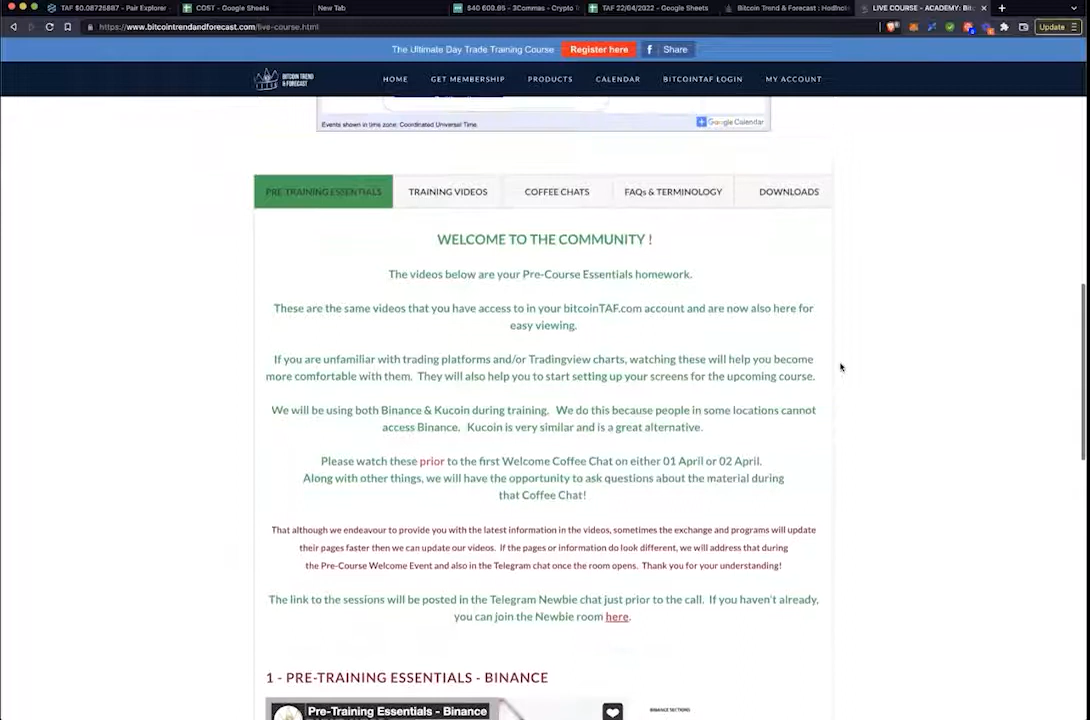 TAF $0.08725887 - Pair Explorer
COST - Google Sheets
New Tab
$40 609.85 - 3Commas - Crypto T
TAF 22/04/2022 - Google Sheets
Bitcoin Trend & Forecast : Hodlnot
LIVE COURSE - ACADEMY: Bit
https://www.bitcointrendandforecast.com/live-course.html
Update
The Ultimate Day Trade Training Course
Register here
Share
BITCOIN TREND
& FORECAST
HOME
GET MEMBERSHIP
PRODUCTS
CALENDAR
BITCOINTAF LOGIN
MY ACCOUNT
Events shown in time zone: Coordinated Universal Time.
Google Calendar
PRE-TRAINING ESSENTIALS
TRAINING VIDEOS
COFFEE CHATS
FAQs & TERMINOLOGY
DOWNLOADS
WELCOME TO THE COMMUNITY !
The videos below are your Pre-Course Essentials homework.
These are the same videos that you have access to in your bitcoinTAF.com account and are now also here for
easy viewing.
If you are unfamiliar with trading platforms and/or Tradingview charts, watching these will help you become
more comfortable with them. They will also help you to start setting up your screens for the upcoming course.
We will be using both Binance & Kucoin during training. We do this because people in some locations cannot
access Binance. Kucoin is very similar and is a great alternative.
Please watch these prior to the first Welcome Coffee Chat on either 01 April or 02 April.
Along with other things, we will have the opportunity to ask questions about the material during
that Coffee Chat!
That although we endeavour to provide you with the latest information in the videos, sometimes the exchange and programs will update
their pages faster then we can update our videos. If the pages or information do look different, we will address that during
the Pre-Course Welcome Event and also in the Telegram chat once the room opens. Thank you for your understanding!
The link to the sessions will be posted in the Telegram Newbie chat just prior to the call. If you haven't already,
you can join the Newbie room here.
1 - PRE-TRAINING ESSENTIALS - BINANCE
Pre-Training Essentials - Binance
BINANCE SECTIONS